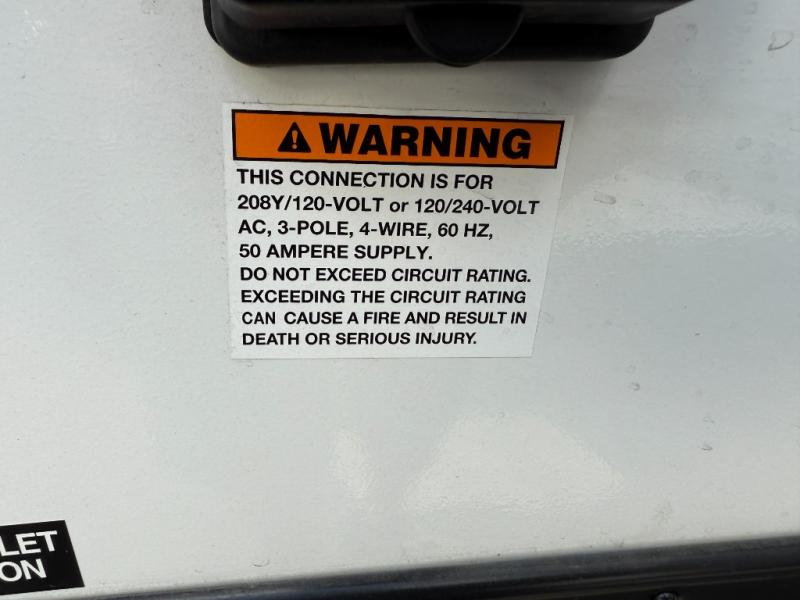 WARNING
THIS CONNECTION IS FOR
208Y/120-VOLT or 120/240-VOLT
AC, 3-POLE, 4-WIRE, 60 HZ,
50 AMPERE SUPPLY.
DO NOT EXCEED CIRCUIT RATING.
EXCEEDING THE CIRCUIT RATING
CAN CAUSE A FIRE AND RESULT IN
DEATH OR SERIOUS INJURY.
LET
ON